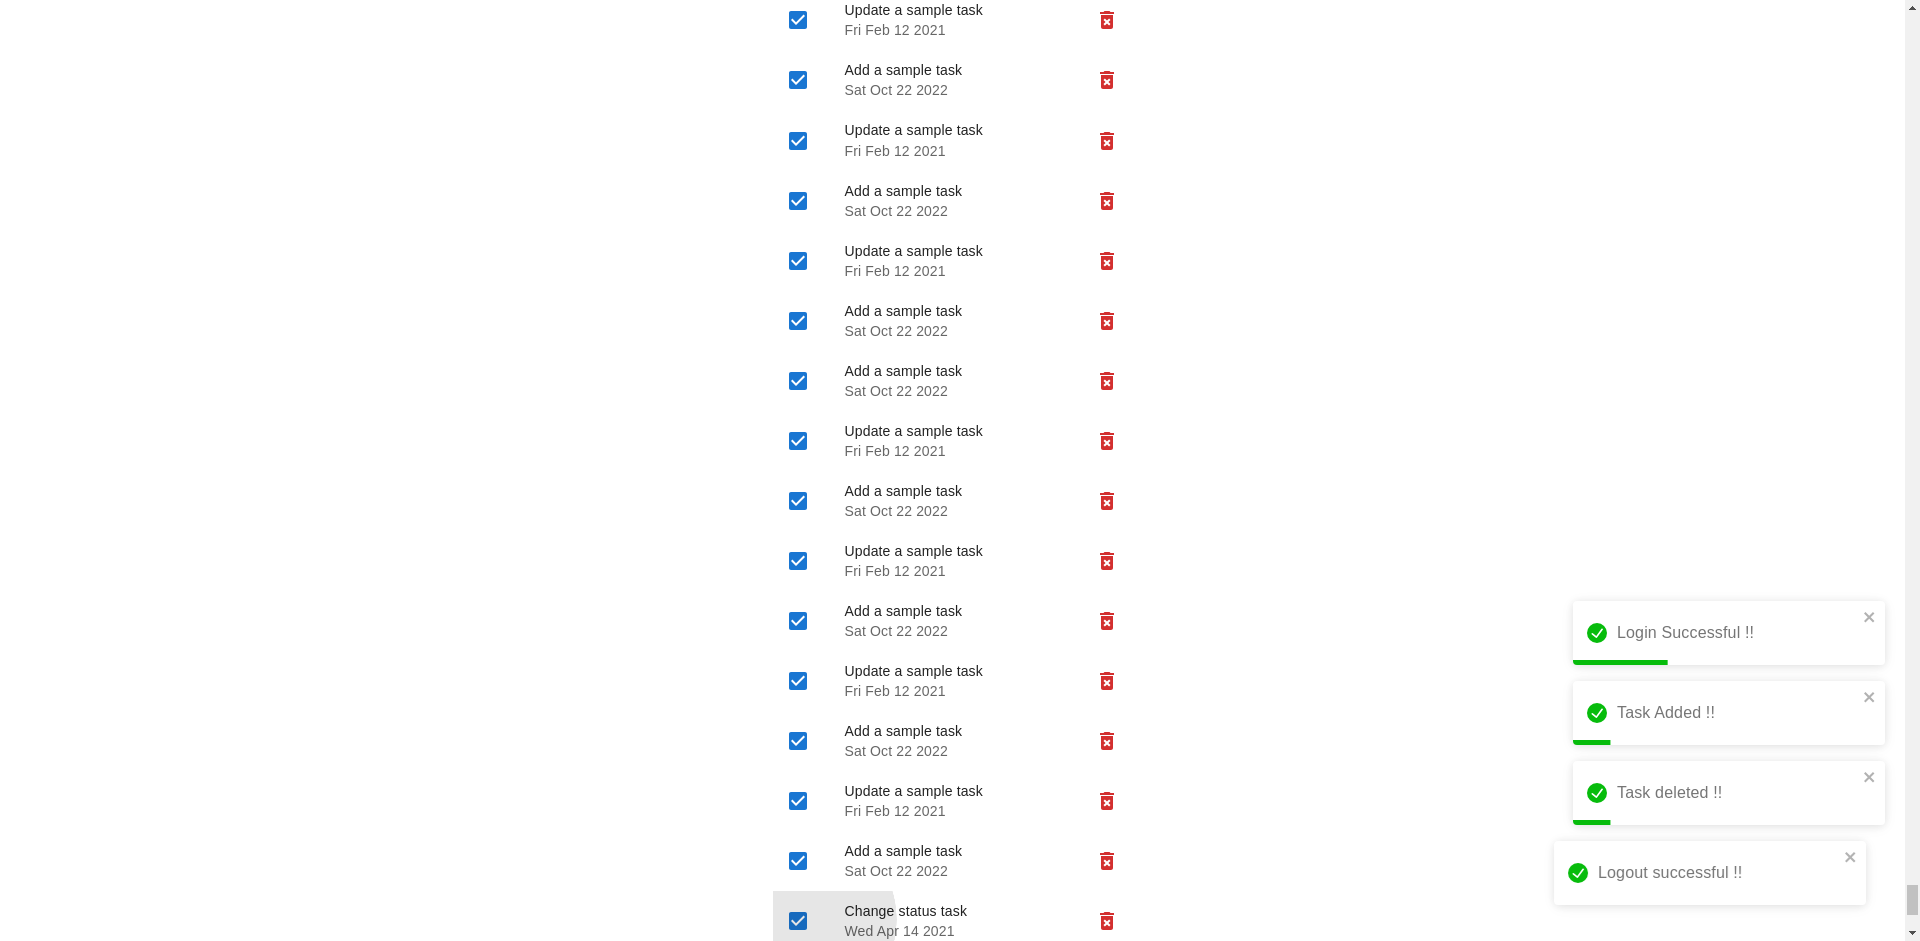 Update a sample task
Fri Feb 12 2021
Add a sample task
Sat Oct 22 2022
Update a sample task
Fri Feb 12 2021
Add a sample task
Sat Oct 22 2022
Update a sample task
Fri Feb 12 2021
Add a sample task
Sat Oct 22 2022
Add a sample task
Sat Oct 22 2022
Update a sample task
Fri Feb 12 2021
Add a sample task
Sat Oct 22 2022
Update a sample task
Fri Feb 12 2021
Add a sample task
Sat Oct 22 2022
Update a sample task
Fri Feb 12 2021
Add a sample task
Sat Oct 22 2022
Update a sample task
Fri Feb 12 2021
Add a sample task
Sat Oct 22 2022
Change status task
Wed Apr 14 2021
Login Successful !!
Task Added !!
Task deleted !!
Logout successful !!